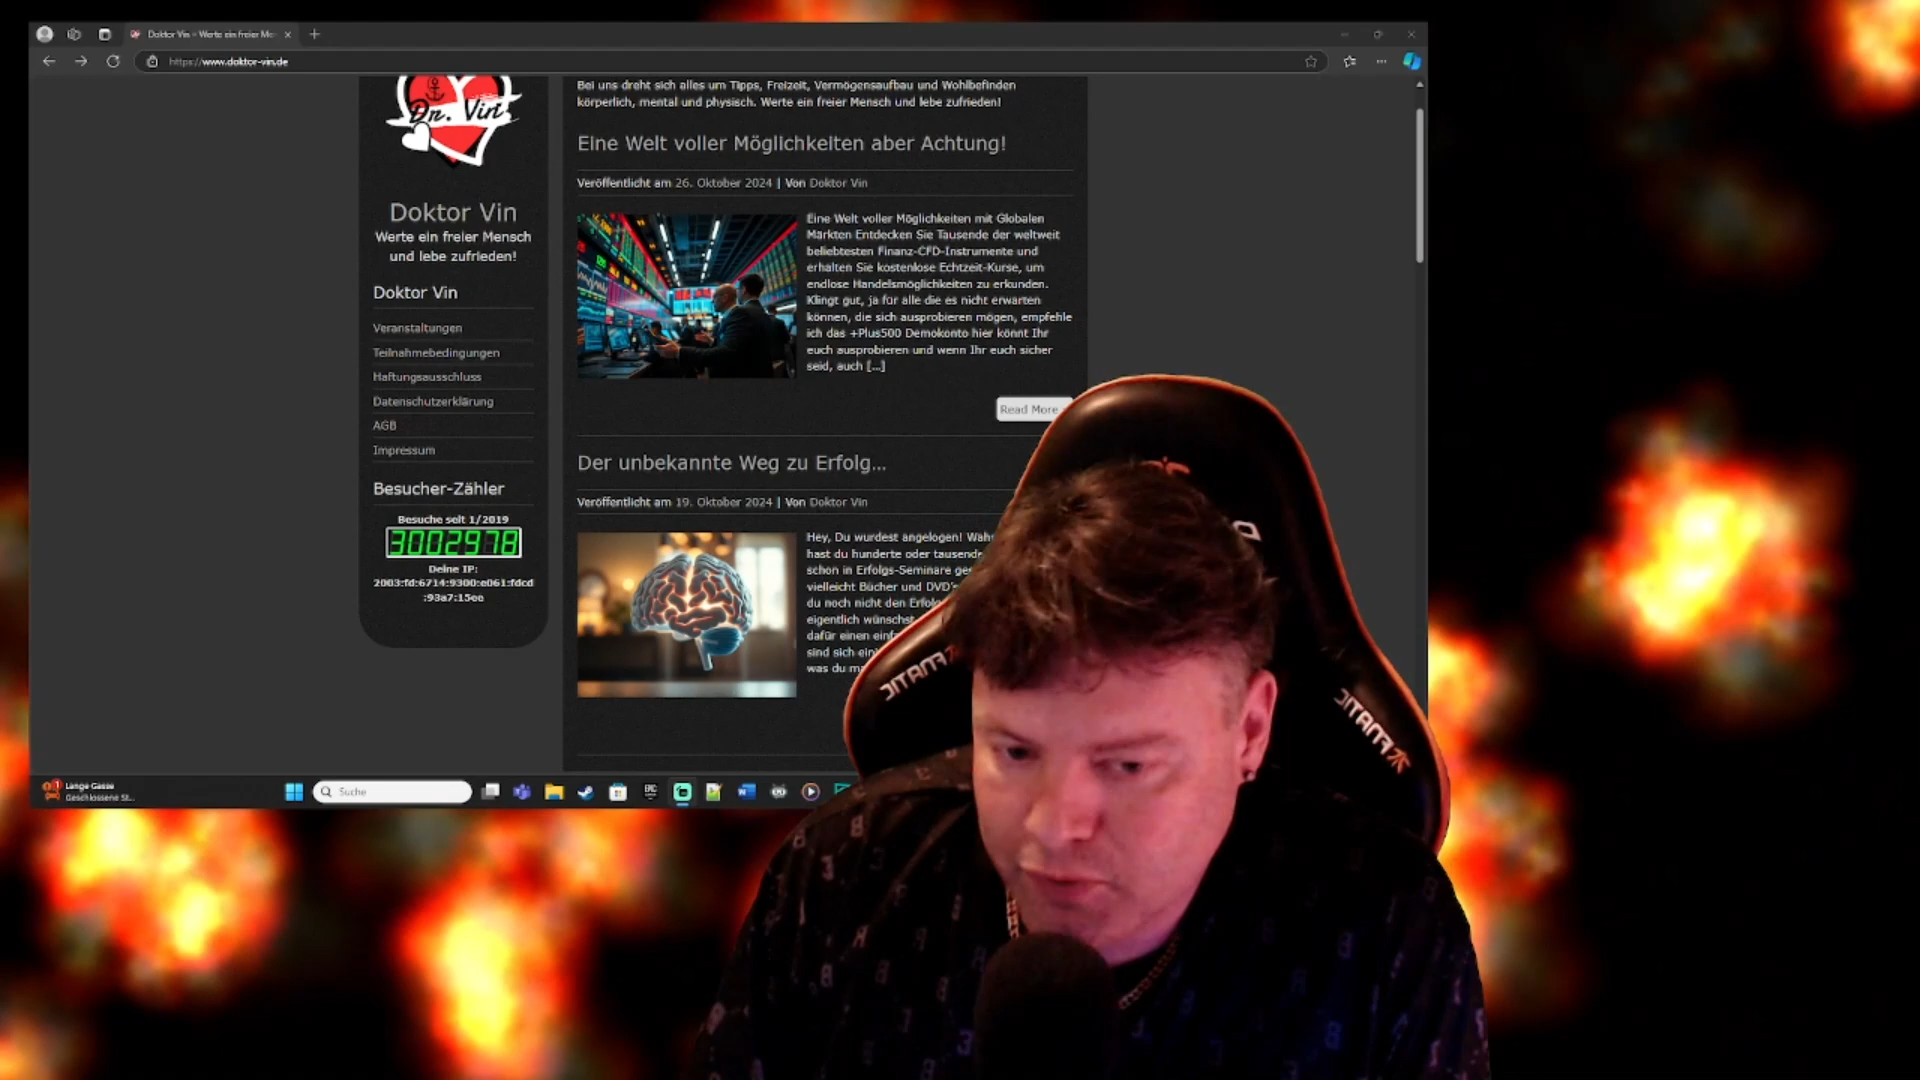 Doktor Vin - Werte ein freier Me
https://www.doktor-vin.de
Dr. Vin
Doktor Vin
Werte ein freier Mensch
und lebe zufrieden!
Doktor Vin
Veranstaltungen
Teilnahmebedingungen
Haftungsausschluss
Datenschutzerklärung
AGB
Impressum
Besucher-Zähler
Besuche seit 1/2019
3002978
Deine IP:
2003:fd:6714:9300:e061:fdcd
:93a7:15ee
Bei uns dreht sich alles um Tipps, Freizeit, Vermögensaufbau und Wohlbefinden
körperlich, mental und physisch. Werte ein freier Mensch und lebe zufrieden!
Eine Welt voller Möglichkeiten aber Achtung!
Veröffentlicht am 26. Oktober 2024 | Von Doktor Vin
Eine Welt voller Möglichkeiten mit Globalen
Märkten Entdecken Sie Tausende der weltweit
beliebtesten Finanz-CFD-Instrumente und
erhalten Sie kostenlose Echtzeit-Kurse, um
endlose Handelsmöglichkeiten zu erkunden.
Klingt gut, ja für alle die es nicht erwarten
können, die sich ausprobieren mögen, empfehle
ich das +Plus500 Demokonto hier könnt Ihr
euch ausprobieren und wenn Ihr euch sicher
seid, auch [...]
Read More
Der unbekannte Weg zu Erfolg...
Veröffentlicht am 19. Oktober 2024 | Von Doktor Vin
Hey, Du wurdest angelogen!
hast du hunderte oder tausende
schon in Erfolgs-Seminare
vielleicht Bücher und DVD's
du noch nicht den Erfolg
eigentlich wünschst
dafür einen
sind sich
was du
Lange Gasse
Geschlossene St...
Suche
EPIC
DITAMA
DITAMA